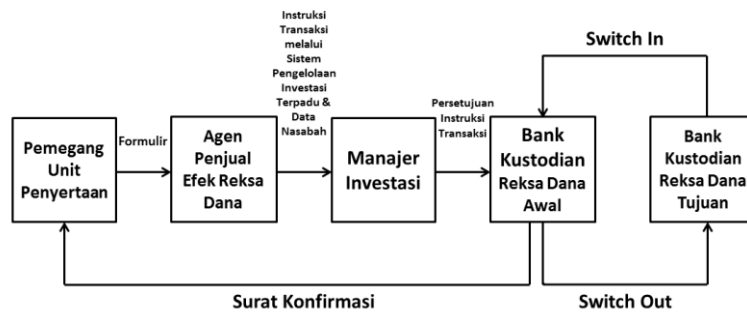 Instruksi
Transaksi
melalui
Sistem
Pengelolaan
Investasi
Terpadu &
Data
Nasabah
Switch In
Pemegang
Unit
Penyertaan
Formulir
Agen
Penjual
Efek Reksa
Dana
Manajer
Investasi
Persetujuan
Instruksi
Transaksi
Bank
Kustodian
Reksa Dana
Awal
Bank
Kustodian
Reksa Dana
Tujuan
Surat Konfirmasi
Switch Out